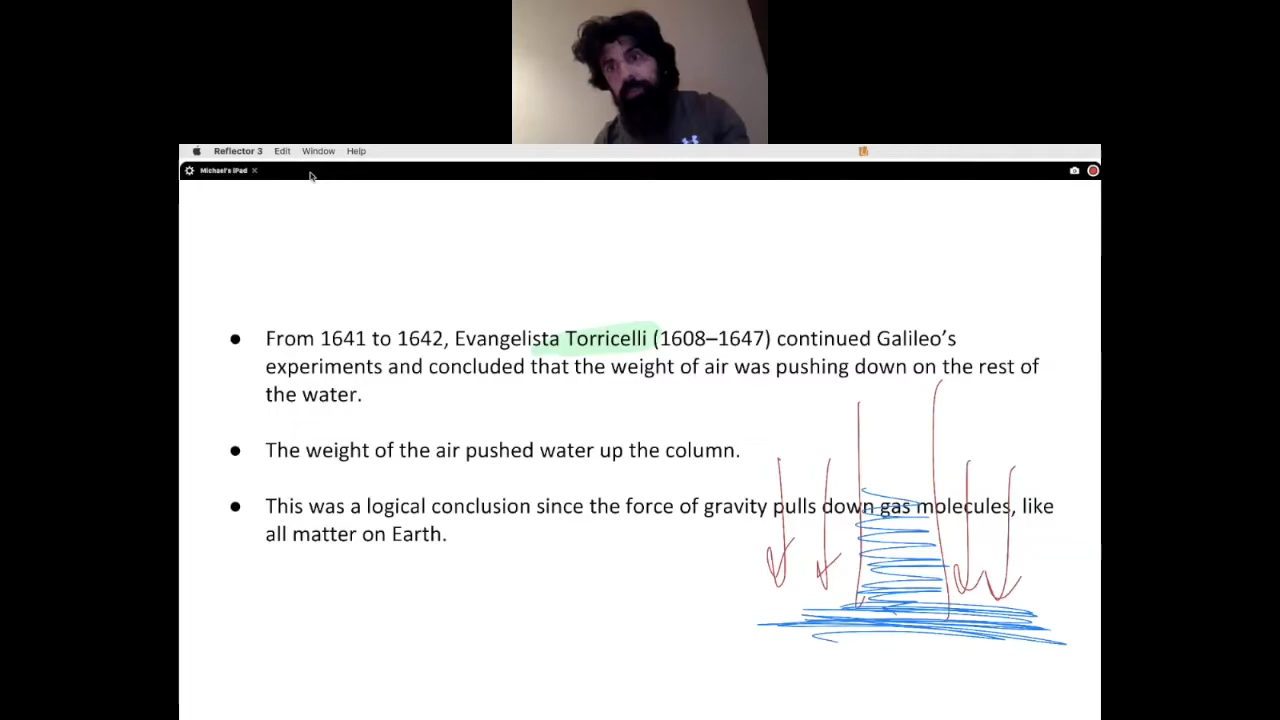 Reflector 3 Edit Window Help
Michael's iPad
● From 1641 to 1642, Evangelista Torricelli (1608–1647) continued Galileo's
experiments and concluded that the weight of air was pushing down on the rest of
the water.
● The weight of the air pushed water up the column.
● This was a logical conclusion since the force of gravity pulls down gas molecules, like
all matter on Earth.